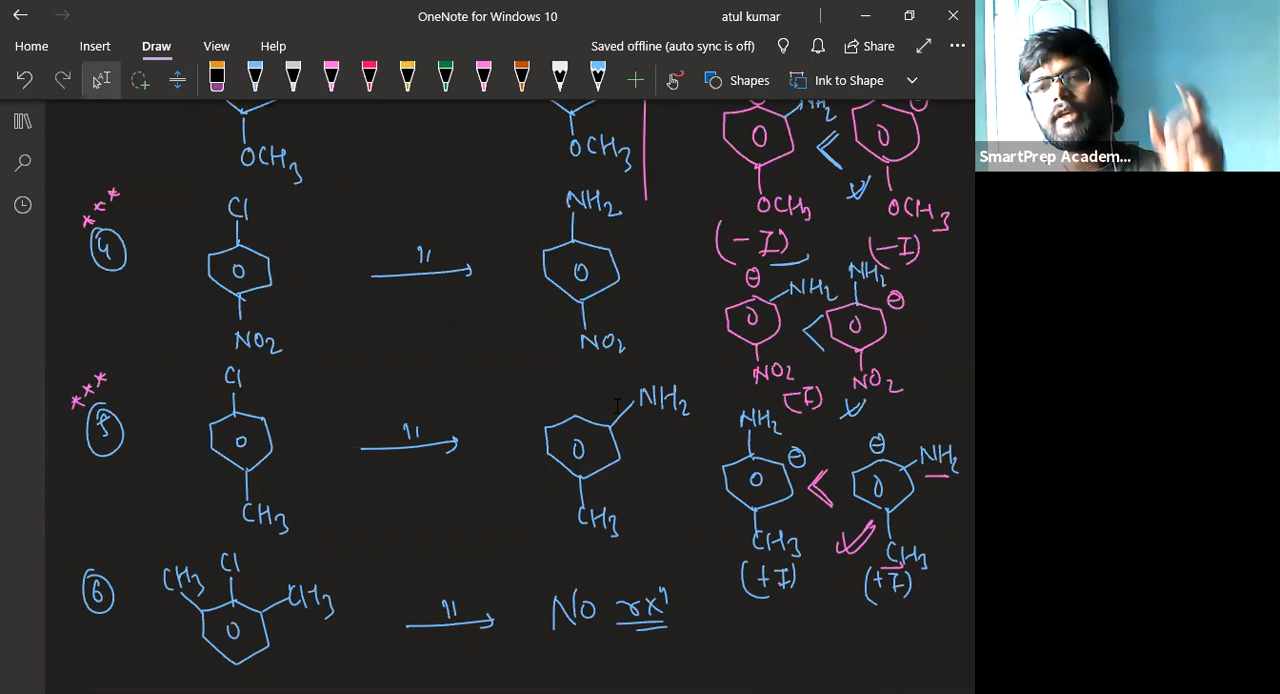 OneNote for Windows 10
atul kumar
Home
Insert
Draw
View
Help
Saved offline (auto sync is off)
Share
Shapes
Ink to Shape
SmartPrep Academ...
OCH3
OCH3
NH2
OCH3
OCH3
(-I)
(-I)
4
Cl
NO2
NH2
NO2
⊖
NH2
NO2
(-I)
NH2
⊖
NO2
<
5
Cl
CH3
NH2
CH3
NH2
⊖
CH3
(+I)
<
⊖
NH2
CH3
(+I)
6
CH3
Cl
CH3
No rxn